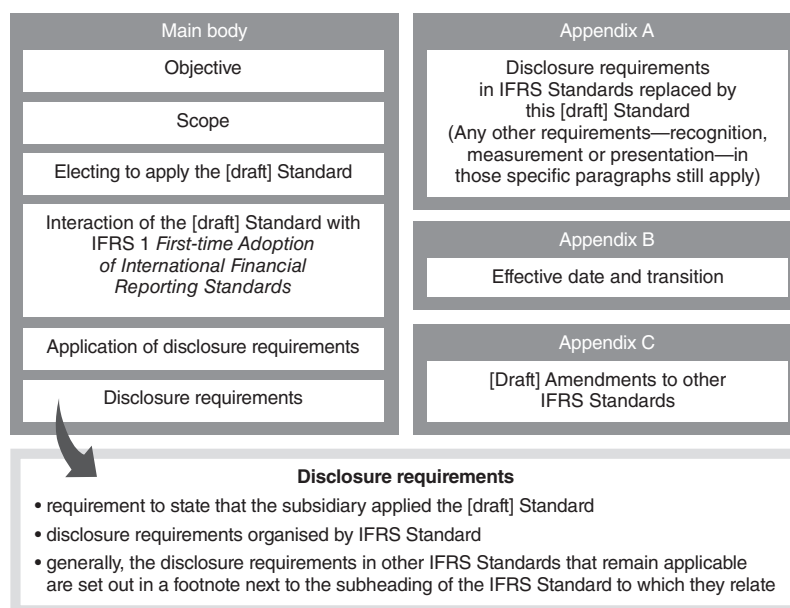 Main body
Objective
Scope
Electing to apply the [draft] Standard
Interaction of the [draft] Standard with
IFRS 1 First-time Adoption
of International Financial
Reporting Standards
Application of disclosure requirements
Disclosure requirements
Appendix A
Disclosure requirements
in IFRS Standards replaced by
this [draft] Standard
(Any other requirements—recognition,
measurement or presentation—in
those specific paragraphs still apply)
Appendix B
Effective date and transition
Appendix C
[Draft] Amendments to other
IFRS Standards
Disclosure requirements
• requirement to state that the subsidiary applied the [draft] Standard
• disclosure requirements organised by IFRS Standard
• generally, the disclosure requirements in other IFRS Standards that remain applicable
are set out in a footnote next to the subheading of the IFRS Standard to which they relate